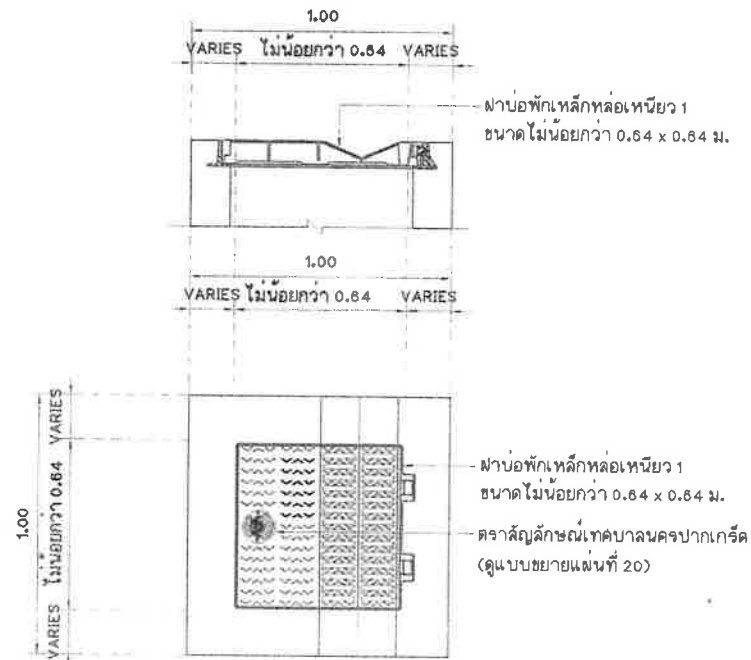 1.00
VARIES ไม่น้อยกว่า 0.64 VARIES
ฝาบ่อพักเหล็กหล่อเหนียว 1
ขนาดไม่น้อยกว่า 0.64 x 0.64 ม.
1.00
VARIES ไม่น้อยกว่า 0.64 VARIES
VARIES
ไม่น้อยกว่า 0.64
VARIES
1.00
ฝาบ่อพักเหล็กหล่อเหนียว 1
ขนาดไม่น้อยกว่า 0.64 x 0.64 ม.
ตราสัญลักษณ์เทศบาลนครปากเกร็ด
(ดูแบบขยายแผ่นที่ 20)